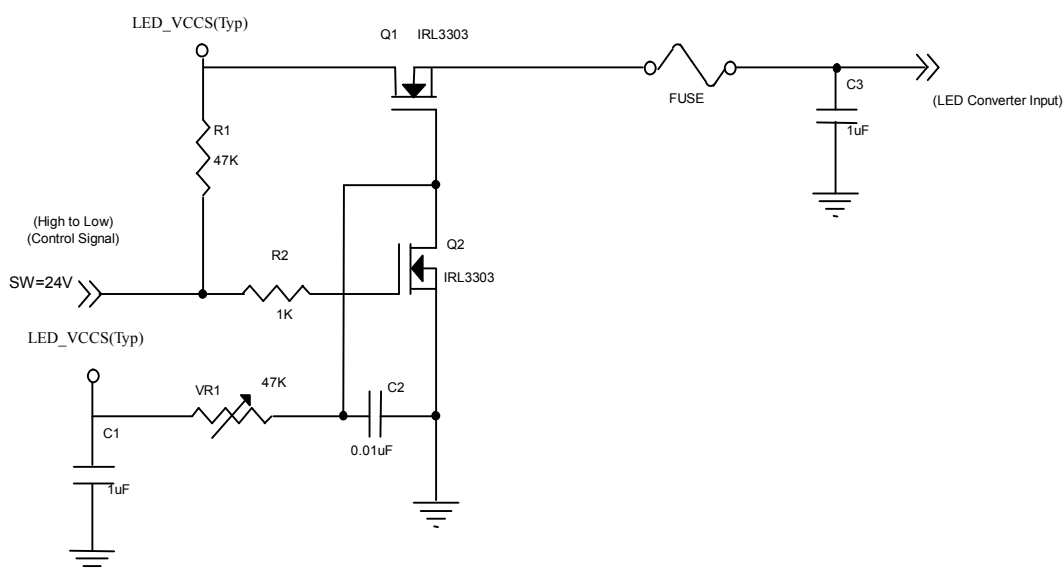 LED_VCCS(Typ)
Q1 IRL3303
FUSE
C3
(LED Converter Input)
1uF
R1
47K
(High to Low)
(Control Signal)
SW=24V
R2
1K
Q2
IRL3303
LED_VCCS(Typ)
VR1
47K
C2
0.01uF
C1
1uF